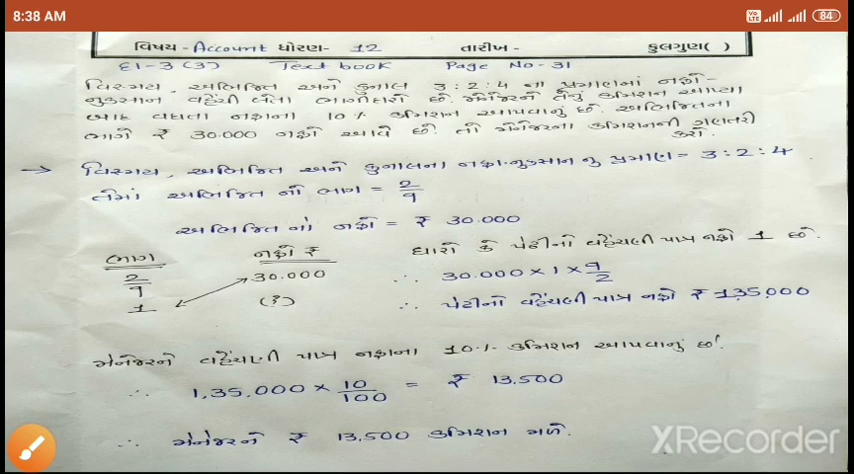 8:38 AM
84
વિષય - Account ધોરણ - 12 તારીખ - કુલગુણ( )
દા-3 (3) Text book Page No-31
વિસ્મય, અભિજિત અને કુનાલ 3:2:4 ના પ્રમાણમાં નફો-
નુકસાન વહેંચી લેતા ભાગીદારો છે. મેનેજરને તેનું કમિશન આપ્યા
બાદ વધતા નફાના 10% કમિશન આપવાનું છે. અભિજિતના
ભાગે ₹ 30.000 નફો આવે છે. તો મેનેજરના કમિશનની ગણતરી
કરો.
→ વિસ્મય, અભિજિત અને કુનાલના નફા-નુકસાન નુ પ્રમાણ = 3:2:4
તેમાં અભિજિત નો ભાગ = 2/9
અભિજિત નો નફો = ₹ 30.000
ભાગ નફો ₹ ધારો કે પેઢીનો વહેંચણી પાત્ર નફો 1 છે.
2/9 30.000 ∴ 30.000 × 1 × 9/2
1 (?) ∴ પેઢીનો વહેંચણી પાત્ર નફો ₹ 135,000
મેનેજરને વહેંચણી પાત્ર નફાના 10% કમિશન આપવાનું છે.
∴ 1,35,000 × 10/100 = ₹ 13,500
∴ મેનેજરને ₹ 13,500 કમિશન મળે.
XRecorder